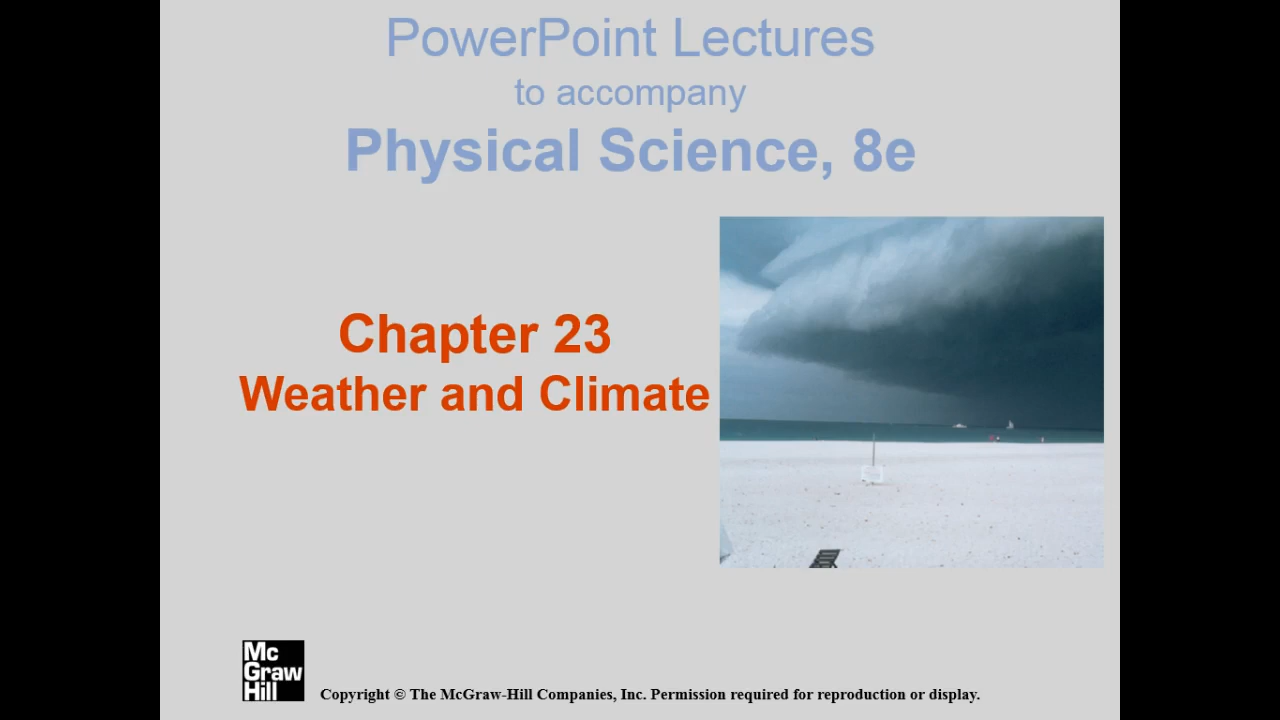 PowerPoint Lectures
to accompany
Physical Science, 8e
Chapter 23
Weather and Climate
Mc
Graw
Hill
Copyright © The McGraw-Hill Companies, Inc. Permission required for reproduction or display.